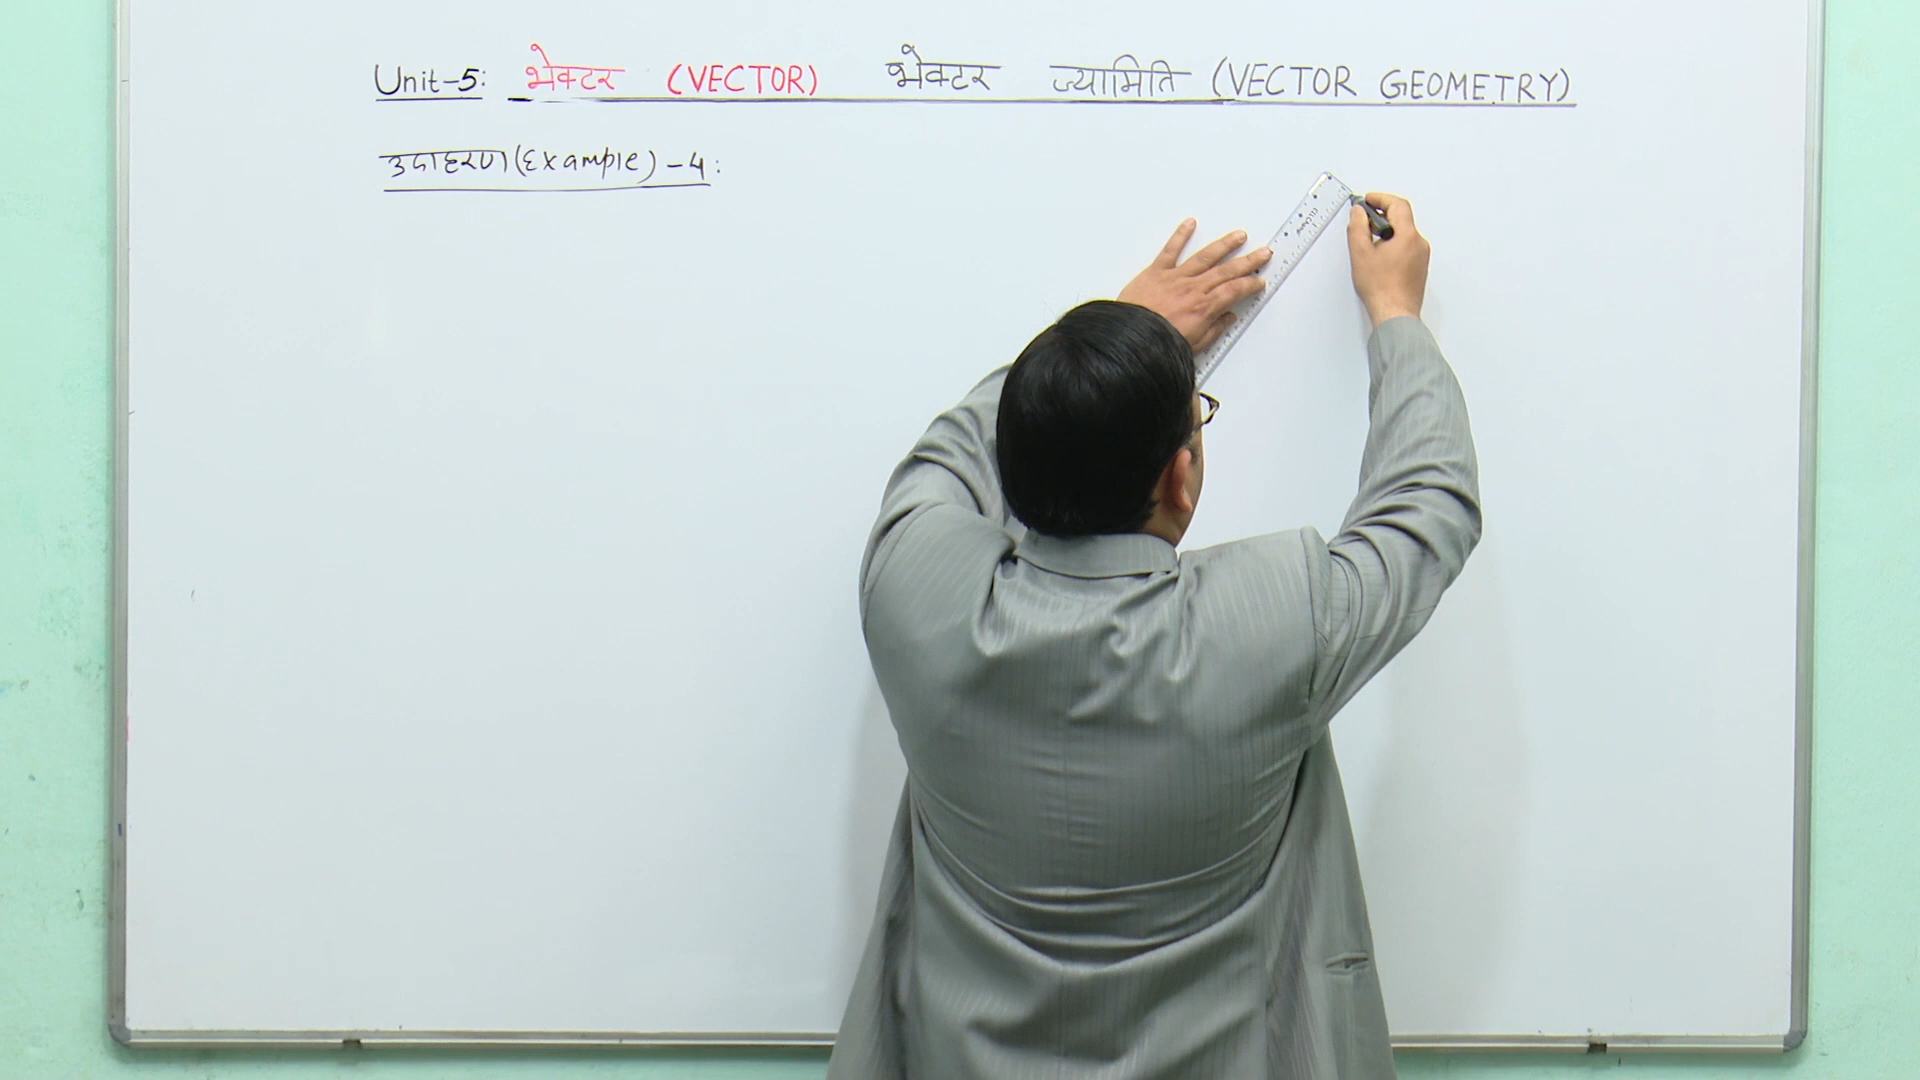 Unit-5: भेक्टर (VECTOR) भेक्टर ज्यामिति (VECTOR GEOMETRY)
उदाहरण (Example) - 4: